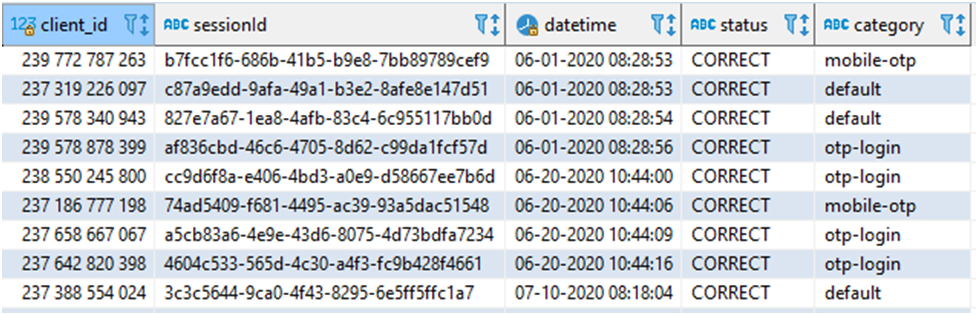 123 client_id ABC sessionId datetime ABC status ABC category
239 772 787 263 b7fcc1f6-686b-41b5-b9e8-7bb89789cef9 06-01-2020 08:28:53 CORRECT mobile-otp
237 319 226 097 c87a9edd-9afa-49a1-b3e2-8afe8e147d51 06-01-2020 08:28:53 CORRECT default
239 578 340 943 827e7a67-1ea8-4afb-83c4-6c955117bb0d 06-01-2020 08:28:54 CORRECT default
239 578 878 399 af836cbd-46c6-4705-8d62-c99da1fcf57d 06-01-2020 08:28:56 CORRECT otp-login
238 550 245 800 cc9d6f8a-e406-4bd3-a0e9-d58667ee7b6d 06-20-2020 10:44:00 CORRECT otp-login
237 186 777 198 74ad5409-f681-4495-ac39-93a5dac51548 06-20-2020 10:44:06 CORRECT mobile-otp
237 658 667 067 a5cb83a6-4e9e-43d6-8075-4d73bdfa7234 06-20-2020 10:44:09 CORRECT otp-login
237 642 820 398 4604c533-565d-4c30-a4f3-fc9b428f4661 06-20-2020 10:44:16 CORRECT otp-login
237 388 554 024 3c3c5644-9ca0-4f43-8295-6e5ff5ffc1a7 07-10-2020 08:18:04 CORRECT default